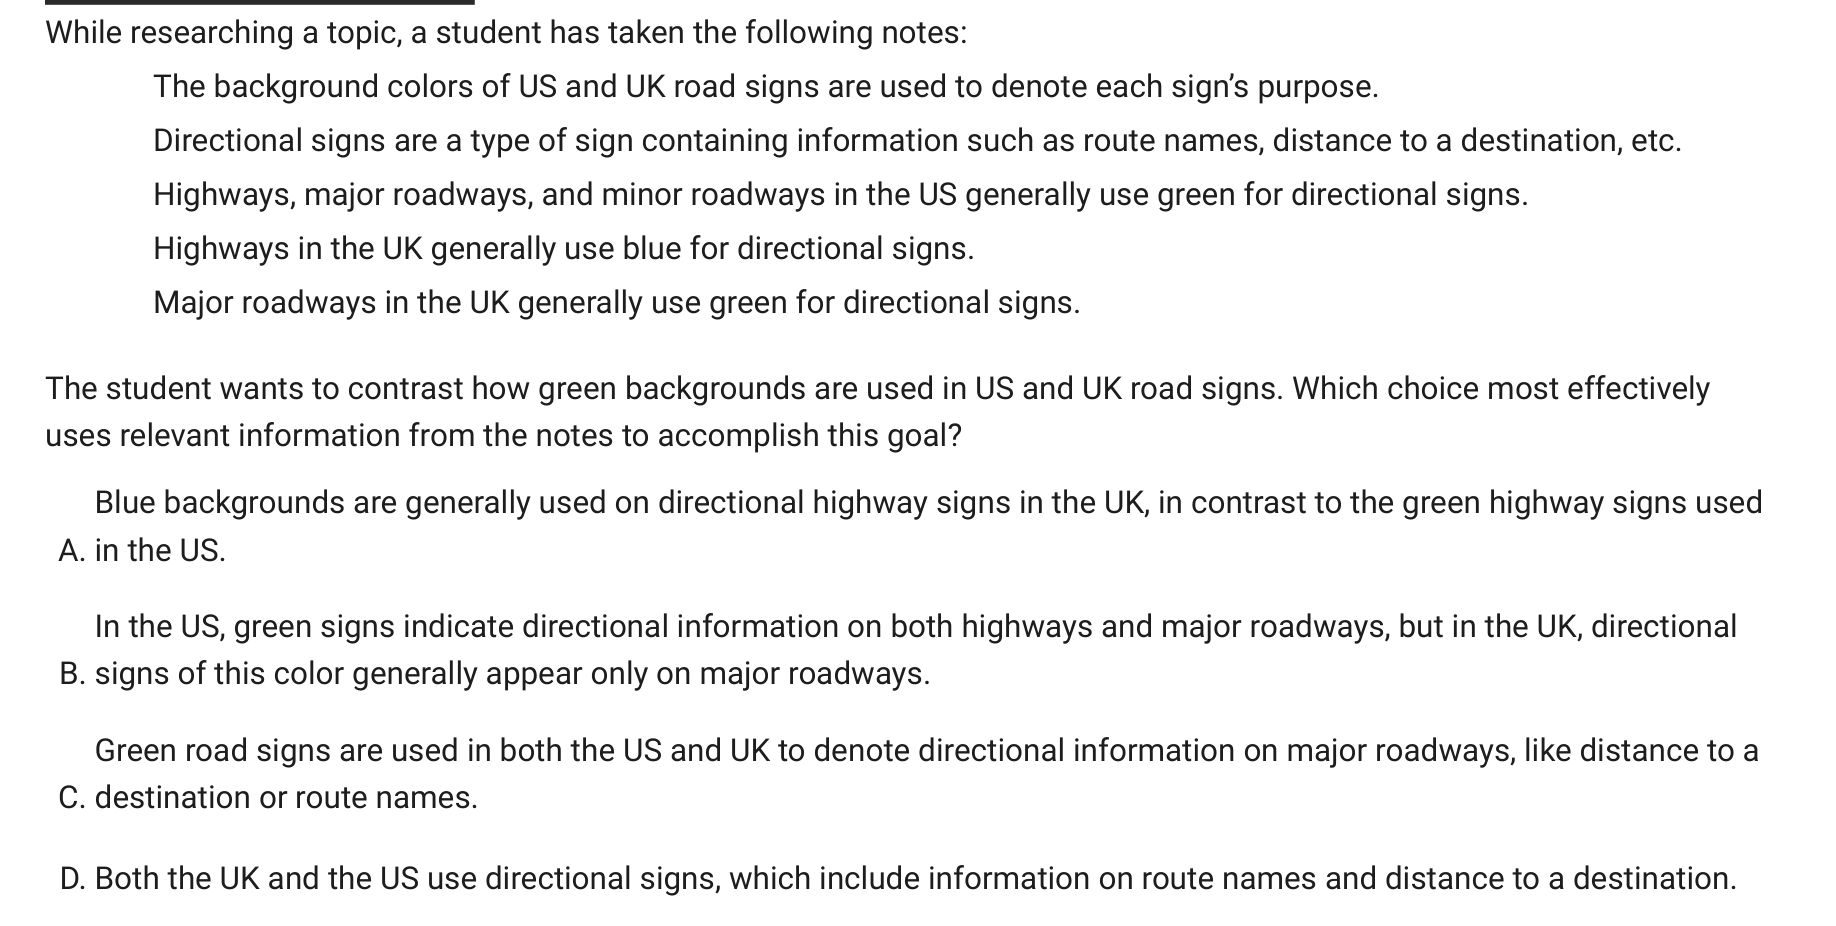 While researching a topic, a student has taken the following notes:
The background colors of US and UK road signs are used to denote each sign’s purpose.
Directional signs are a type of sign containing information such as route names, distance to a destination, etc.
Highways, major roadways, and minor roadways in the US generally use green for directional signs.
Highways in the UK generally use blue for directional signs.
Major roadways in the UK generally use green for directional signs.
The student wants to contrast how green backgrounds are used in US and UK road signs. Which choice most effectively
uses relevant information from the notes to accomplish this goal?
Blue backgrounds are generally used on directional highway signs in the UK, in contrast to the green highway signs used
A. in the US.
In the US, green signs indicate directional information on both highways and major roadways, but in the UK, directional
B. signs of this color generally appear only on major roadways.
Green road signs are used in both the US and UK to denote directional information on major roadways, like distance to a
C. destination or route names.
D. Both the UK and the US use directional signs, which include information on route names and distance to a destination.